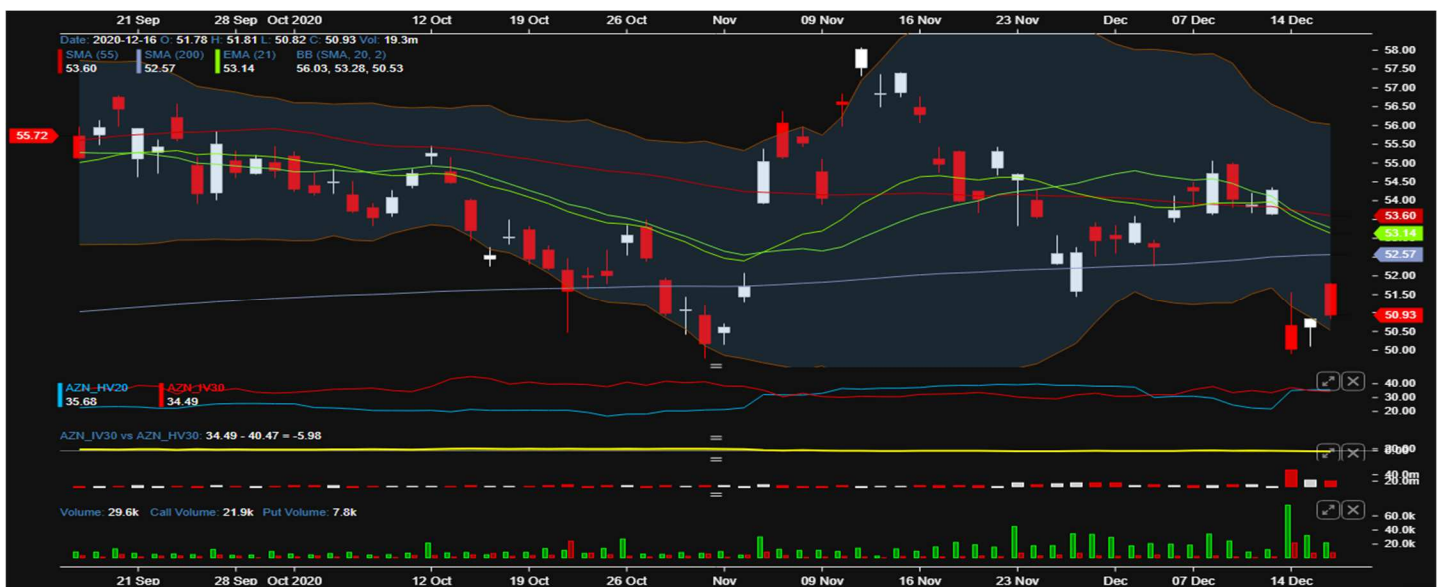 21 Sep 28 Sep Oct 2020 12 Oct 19 Oct 26 Oct Nov 09 Nov 16 Nov 23 Nov Dec 07 Dec 14 Dec
Date: 2020-12-16 O: 51.78 H: 51.81 L: 50.82 C: 50.93 Vol: 19.3m
SMA (55) SMA (200) EMA (21) BB (SMA, 20, 2)
53.60 52.57 53.14 56.03, 53.28, 50.53
58.00
57.50
57.00
56.50
56.00
55.72
55.50
55.00
54.50
54.00
53.60
53.14
52.57
52.00
51.50
50.93
50.50
50.00
AZN_HV20 AZN_IV30
35.68 34.49
40.00
30.00
20.00
AZN_IV30 vs AZN_HV30: 34.49 - 40.47 = -5.98
40.0m
Volume: 29.6k Call Volume: 21.9k Put Volume: 7.8k
60.0k
40.0k
20.0k
21 Sep 28 Sep Oct 2020 12 Oct 19 Oct 26 Oct Nov 09 Nov 16 Nov 23 Nov Dec 07 Dec 14 Dec